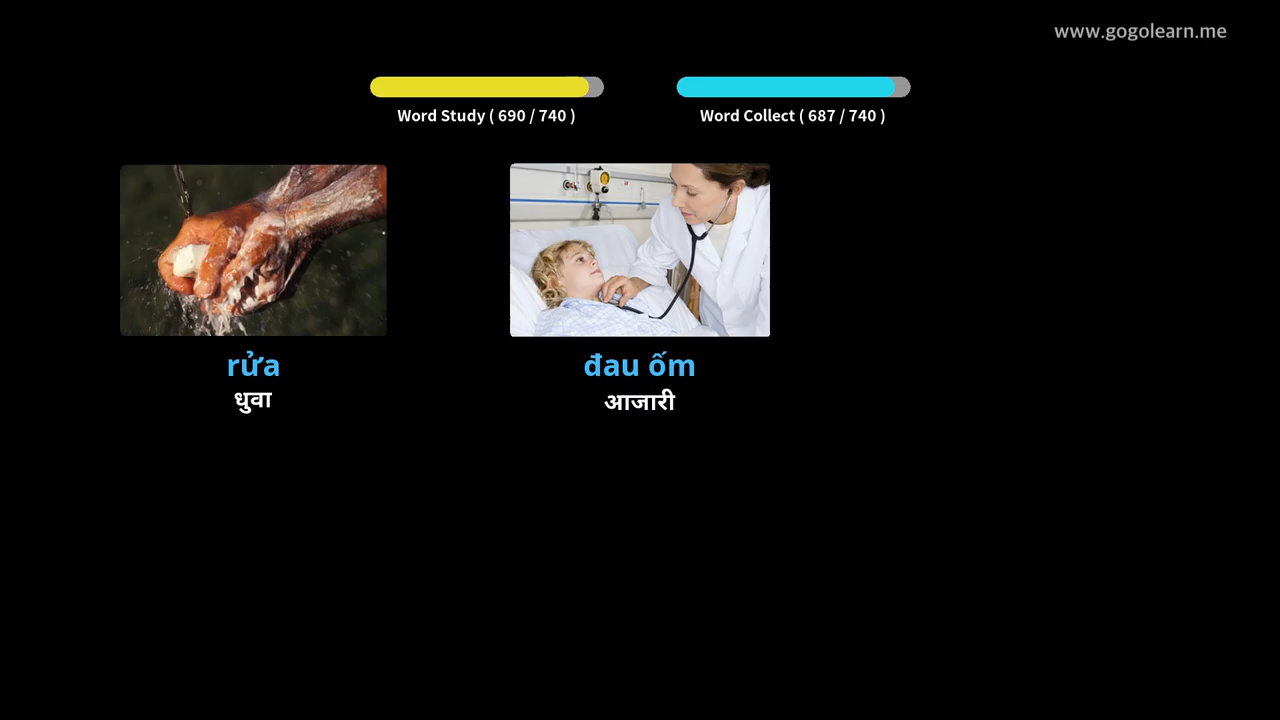 www.gogolearn.me
Word Study ( 690 / 740 )
Word Collect ( 687 / 740 )
rửa
धुवा
đau ốm
आजारी